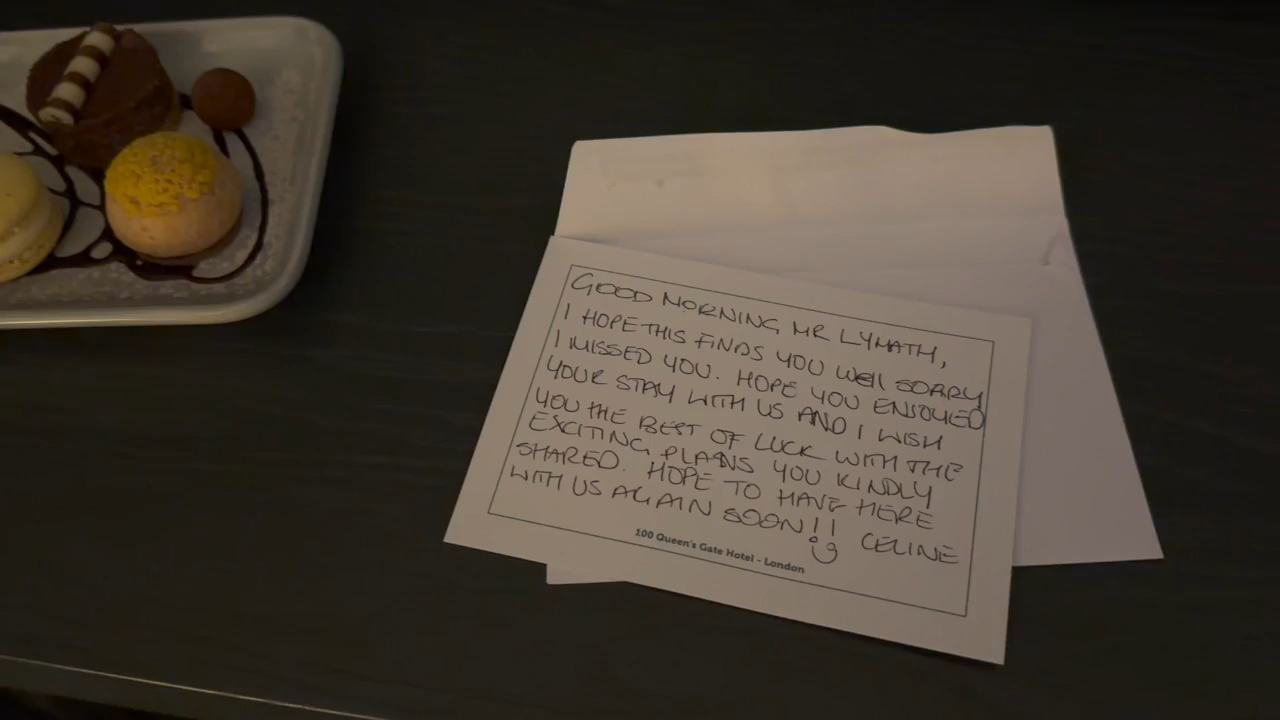 GOOD MORNING MR LYMATH,
I HOPE THIS FINDS YOU WEll SORRY
I MISSED YOU. HOPE YOU ENJOYED
YOUR STAY WITH US AND I WISH
YOU THE BEST OF LUCK WITH THE
EXCITING PLANS YOU KINDLY
SHARED. HOPE TO HAVE HERE
WITH US AGAIN SOON!! CELINE
100 Queen's Gate Hotel - London